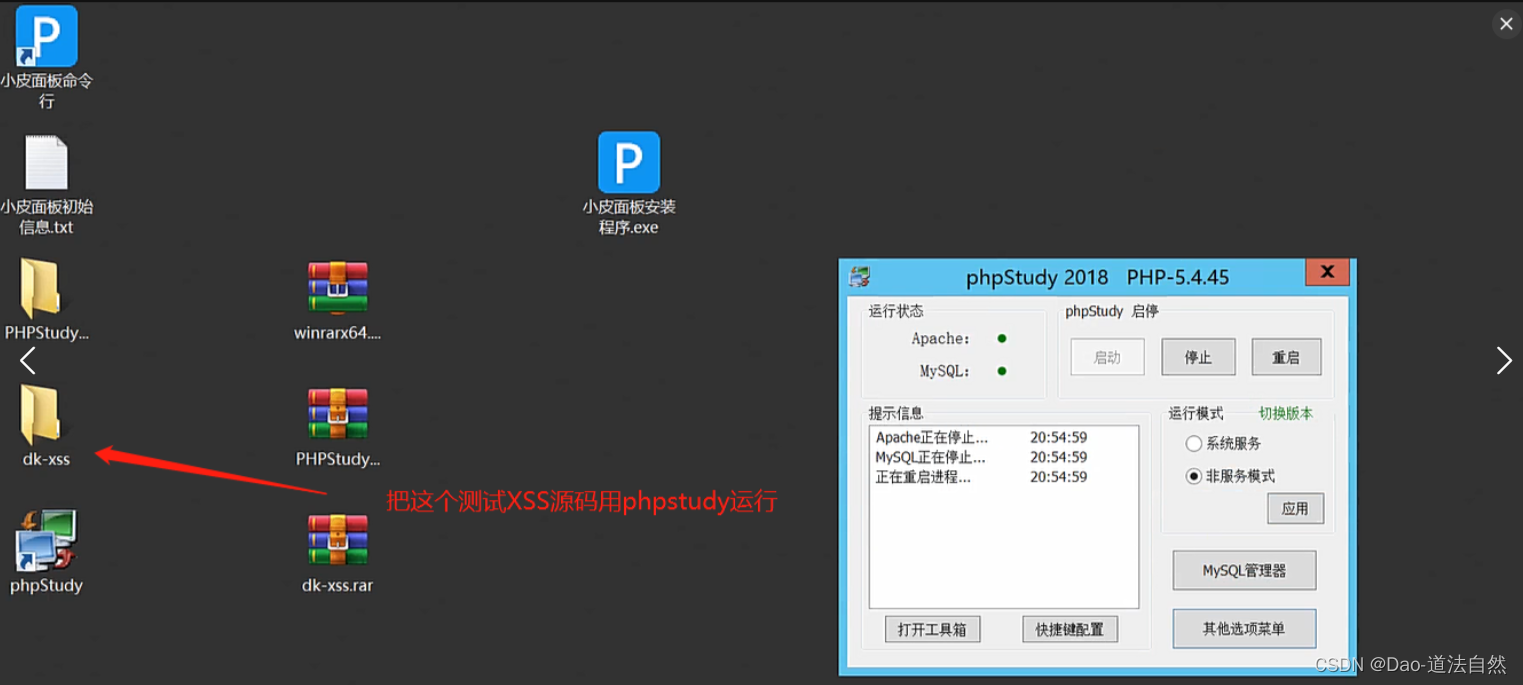 小皮面板命令
行
小皮面板初始
信息.txt
小皮面板安装
程序.exe
PHPStudy...
winrarx64....
dk-xss
PHPStudy...
把这个测试XSS源码用phpstudy运行
phpStudy
dk-xss.rar
phpStudy 2018 PHP-5.4.45
X
运行状态
Apache:
MySQL:
phpStudy 启停
启动
停止
重启
提示信息
Apache正在停止... 20:54:59
MySQL正在停止... 20:54:59
正在重启进程... 20:54:59
运行模式
切换版本
系统服务
非服务模式
应用
MySQL管理器
打开工具箱
快捷键配置
其他选项菜单
CSDN @Dao-道法自然